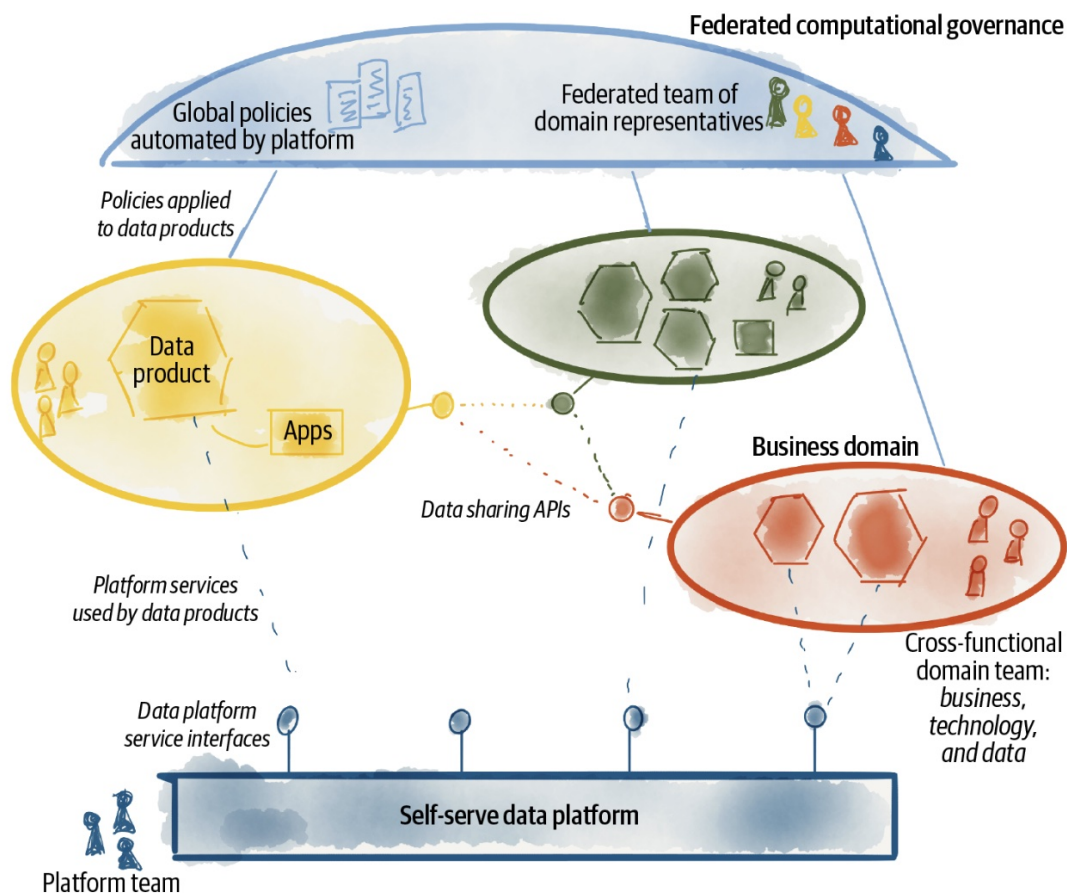 Federated computational governance
Global policies
automated by platform
Federated team of
domain representatives
Policies applied
to data products
Data
product
Apps
Business domain
Data sharing APIs
Platform services
used by data products
Cross-functional
domain team:
business,
technology,
and data
Data platform
service interfaces
Self-serve data platform
Platform team